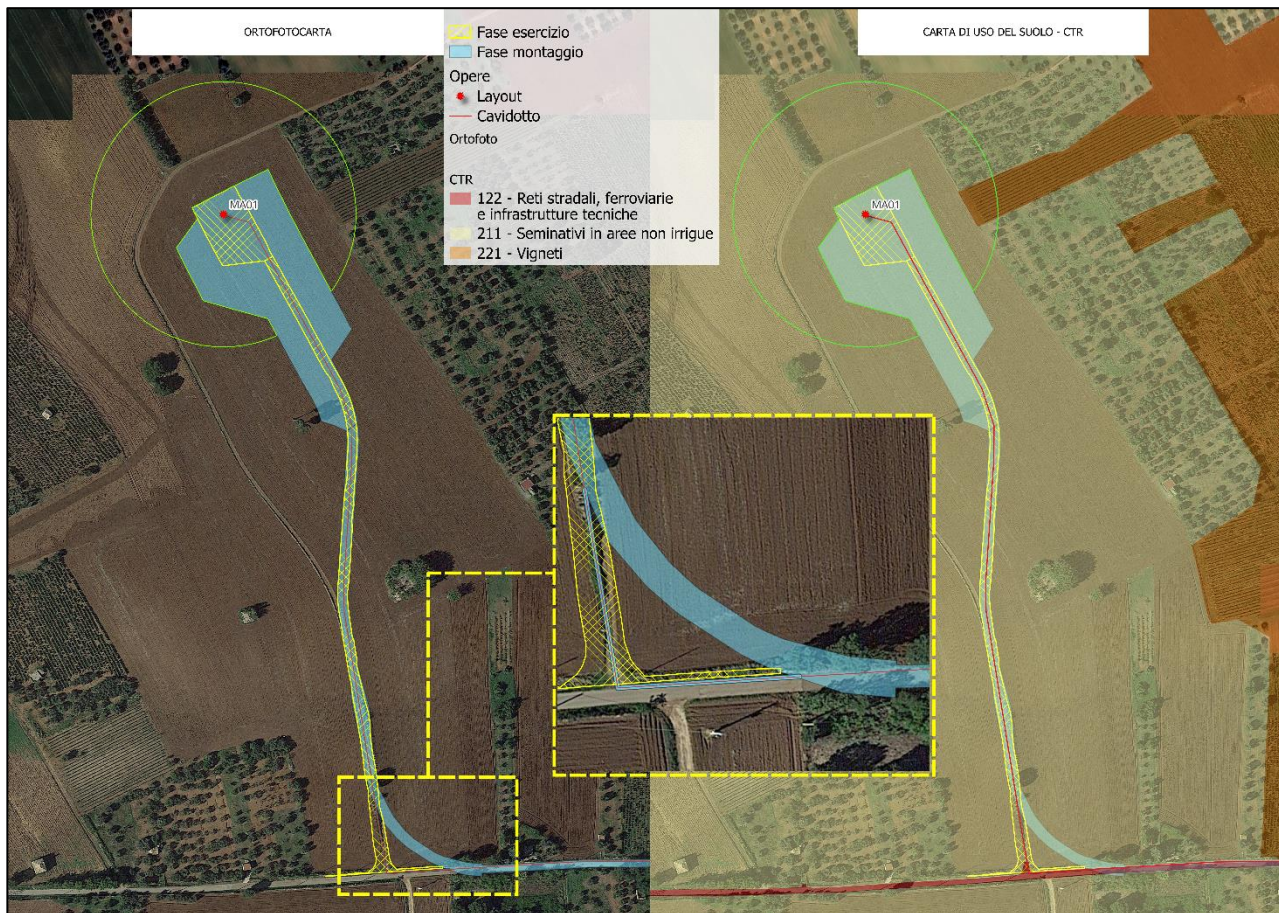 ORTOFOTOCARTA
Fase esercizio
Fase montaggio
Opere
Layout
Cavidotto
Ortofoto
CTR
122 - Reti stradali, ferroviarie
e infrastrutture tecniche
211 - Seminativi in aree non irrigue
221 - Vigneti
CARTA DI USO DEL SUOLO - CTR
MA01
MA01